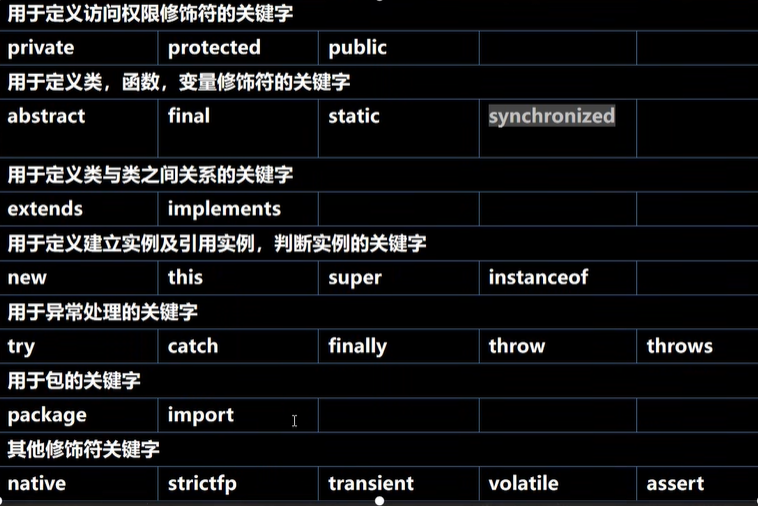 用于定义访问权限修饰符的关键字
private protected public
用于定义类，函数，变量修饰符的关键字
abstract final static synchronized
用于定义类与类之间关系的关键字
extends implements
用于定义建立实例及引用实例，判断实例的关键字
new this super instanceof
用于异常处理的关键字
try catch finally throw throws
用于包的关键字
package import
其他修饰符关键字
native strictfp transient volatile assert